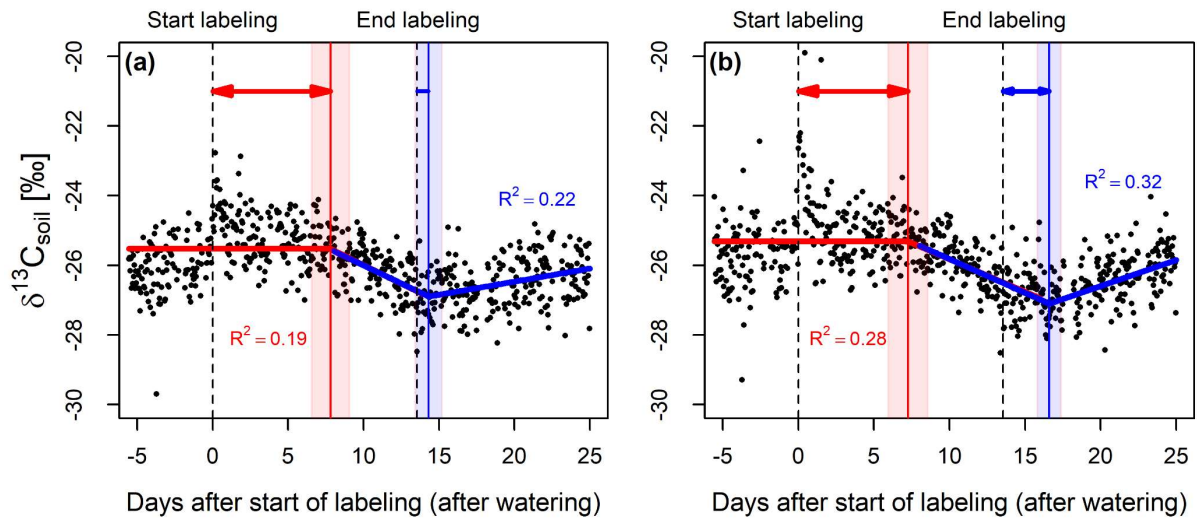 Start labeling End labeling Start labeling End labeling
(a) (b)
-20 -22 -24 -26 -28 -30
δ¹³C_soil [‰]
R² = 0.22
R² = 0.19
-5 0 5 10 15 20 25
Days after start of labeling (after watering)
-20 -22 -24 -26 -28 -30
R² = 0.32
R² = 0.28
-5 0 5 10 15 20 25
Days after start of labeling (after watering)